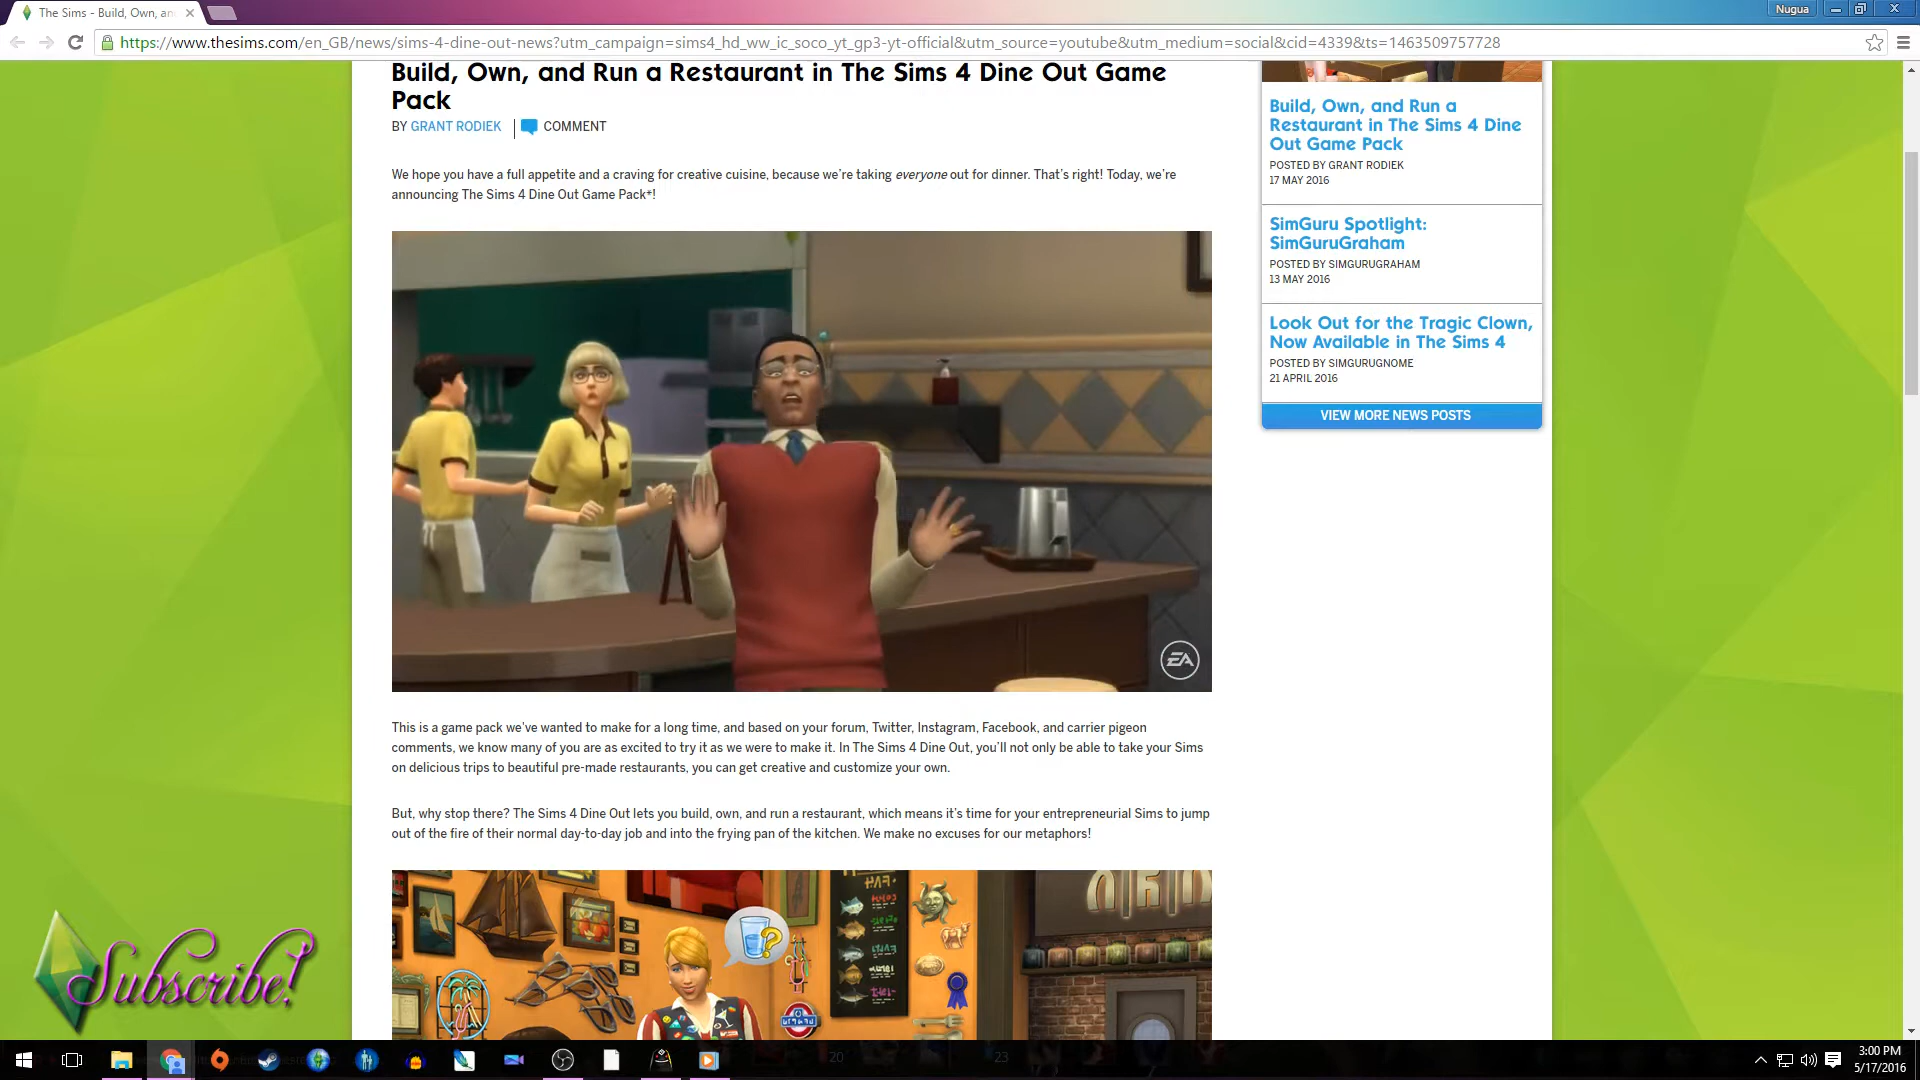 The Sims - Build, Own, an
Nugua
https://www.thesims.com/en_GB/news/sims-4-dine-out-news?utm_campaign=sims4_hd_ww_ic_soco_yt_gp3-yt-official&utm_source=youtube&utm_medium=social&cid=4339&ts=1463509757728
Build, Own, and Run a Restaurant in The Sims 4 Dine Out Game
Pack
BY GRANT RODIEK
COMMENT
We hope you have a full appetite and a craving for creative cuisine, because we're taking everyone out for dinner. That's right! Today, we're
announcing The Sims 4 Dine Out Game Pack*!
EA
This is a game pack we've wanted to make for a long time, and based on your forum, Twitter, Instagram, Facebook, and carrier pigeon
comments, we know many of you are as excited to try it as we were to make it. In The Sims 4 Dine Out, you'll not only be able to take your Sims
on delicious trips to beautiful pre-made restaurants, you can get creative and customize your own.
But, why stop there? The Sims 4 Dine Out lets you build, own, and run a restaurant, which means it's time for your entrepreneurial Sims to jump
out of the fire of their normal day-to-day job and into the frying pan of the kitchen. We make no excuses for our metaphors!
Build, Own, and Run a
Restaurant in The Sims 4 Dine
Out Game Pack
POSTED BY GRANT RODIEK
17 MAY 2016
SimGuru Spotlight:
SimGuruGraham
POSTED BY SIMGURUGRAHAM
13 MAY 2016
Look Out for the Tragic Clown,
Now Available in The Sims 4
POSTED BY SIMGURUGNOME
21 APRIL 2016
VIEW MORE NEWS POSTS
Subscribe!
20
23
3:00 PM
5/17/2016